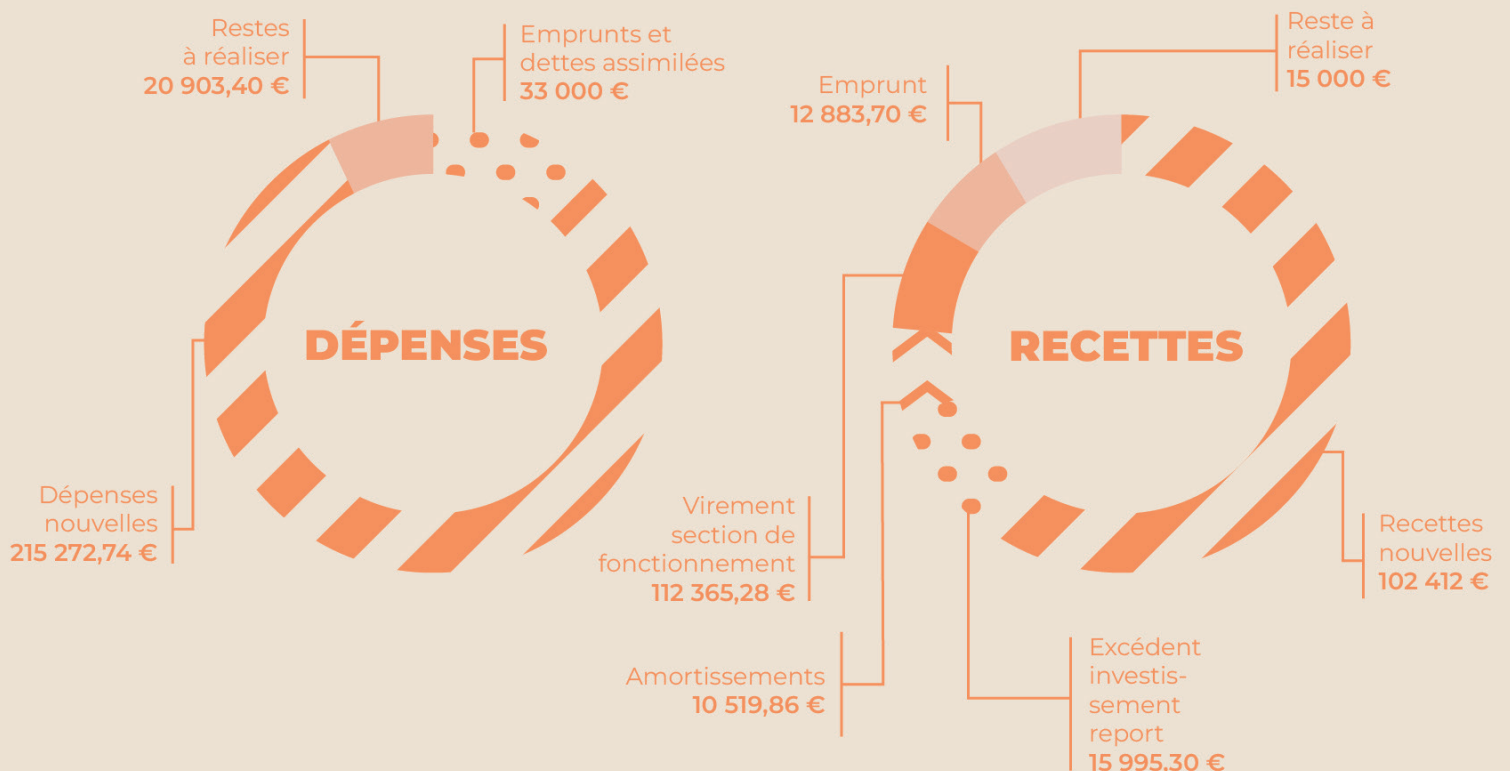 Restes
à réaliser
20 903,40 €
Emprunts et
dettes assimilées
33 000 €
DÉPENSES
Dépenses
nouvelles
215 272,74 €
Reste à
réaliser
15 000 €
Emprunt
12 883,70 €
RECETTES
Virement
section de
fonctionnement
112 365,28 €
Recettes
nouvelles
102 412 €
Amortissements
10 519,86 €
Excédent
investis-
sement
report
15 995,30 €